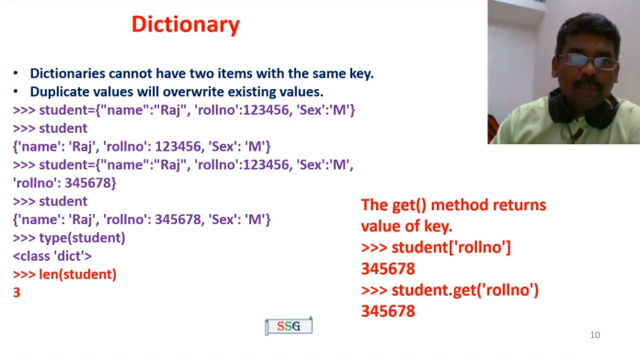 Dictionary
• Dictionaries cannot have two items with the same key.
• Duplicate values will overwrite existing values.
>>> student={"name":"Raj", 'rollno':123456, 'Sex':'M'}
>>> student
{'name': 'Raj', 'rollno': 123456, 'Sex': 'M'}
>>> student={"name":"Raj", 'rollno':123456, 'Sex':'M',
'rollno': 345678}
>>> student
{'name': 'Raj', 'rollno': 345678, 'Sex': 'M'}
>>> type(student)
<class 'dict'>
>>> len(student)
3
The get() method returns
value of key.
>>> student['rollno']
345678
>>> student.get('rollno')
345678
SSG
10